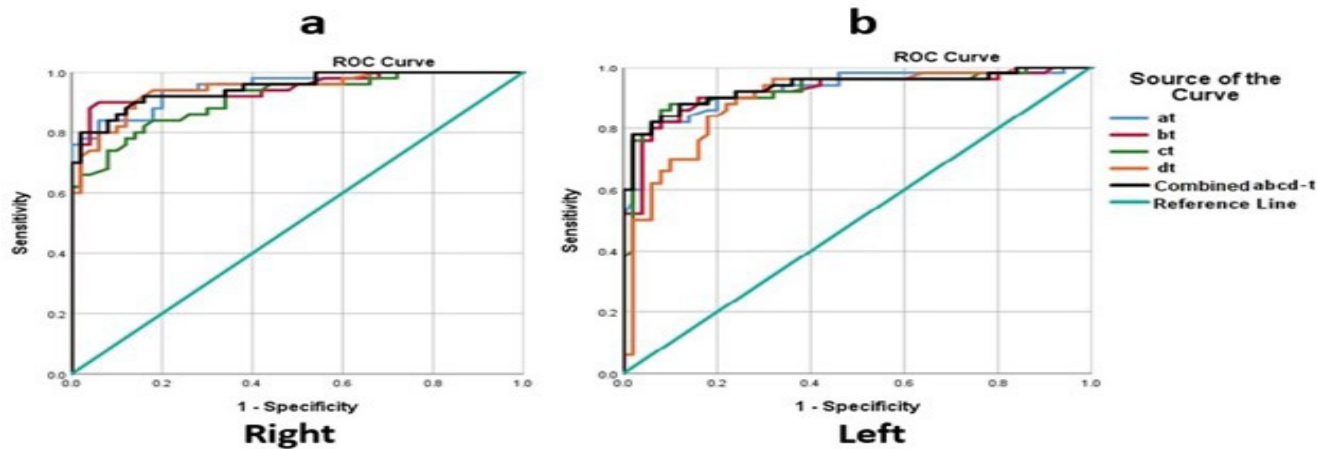 a
ROC Curve
1.0
0.8
0.6
0.4
0.2
0.0
Sensitivity
0.0 0.2 0.4 0.6 0.8 1.0
1 - Specificity
Right
b
ROC Curve
1.0
0.8
0.6
0.4
0.2
0.0
Sensitivity
0.0 0.2 0.4 0.6 0.8 1.0
1 - Specificity
Left
Source of the
Curve
at
bt
ct
dt
Combined abcd-t
Reference Line